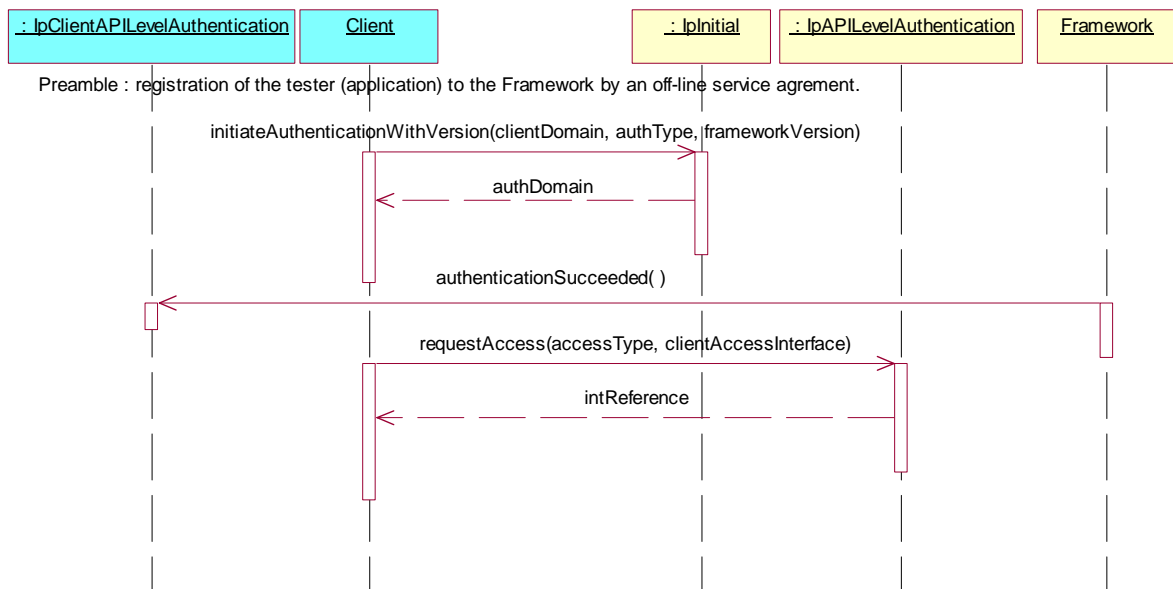 : IpClientAPILevelAuthentication
Client
: IpInitial
: IpAPILevelAuthentication
Framework
Preamble : registration of the tester (application) to the Framework by an off-line service agrement.
initiateAuthenticationWithVersion(clientDomain, authType, frameworkVersion)
authDomain
authenticationSucceeded( )
requestAccess(accessType, clientAccessInterface)
intReference